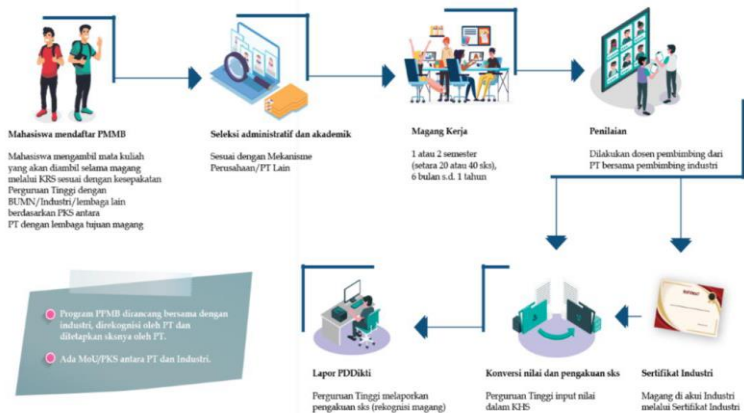 Mahasiswa mendaftar PMMB
Mahasiswa mengambil mata kuliah
yang akan diambil selama magang
melalui KRS sesuai dengan kesepakatan
Perguruan Tinggi dengan
BUMN/Industri/lembaga lain
berdasarkan PKS antara
PT dengan lembaga tujuan magang
Seleksi administratif dan akademik
Sesuai dengan Mekanisme
Perusahaan/PT Lain
Magang Kerja
1 atau 2 semester
(setara 20 atau 40 sks),
6 bulan s.d. 1 tahun
Penilaian
Dilakukan dosen pembimbing dari
PT bersama pembimbing industri
Sertifikat Industri
Magang di akui Industri
melalui Sertifikat Industri
Konversi nilai dan pengakuan sks
Perguruan Tinggi input nilai
dalam KHS
Lapor PDDikti
Perguruan Tinggi melaporkan
pengakuan sks (rekognisi magang)
Program PPMB dirancang bersama dengan
industri, direkognisi oleh PT dan
ditetapkan sksnya oleh PT.
Ada MoU/PKS antara PT dan Industri.